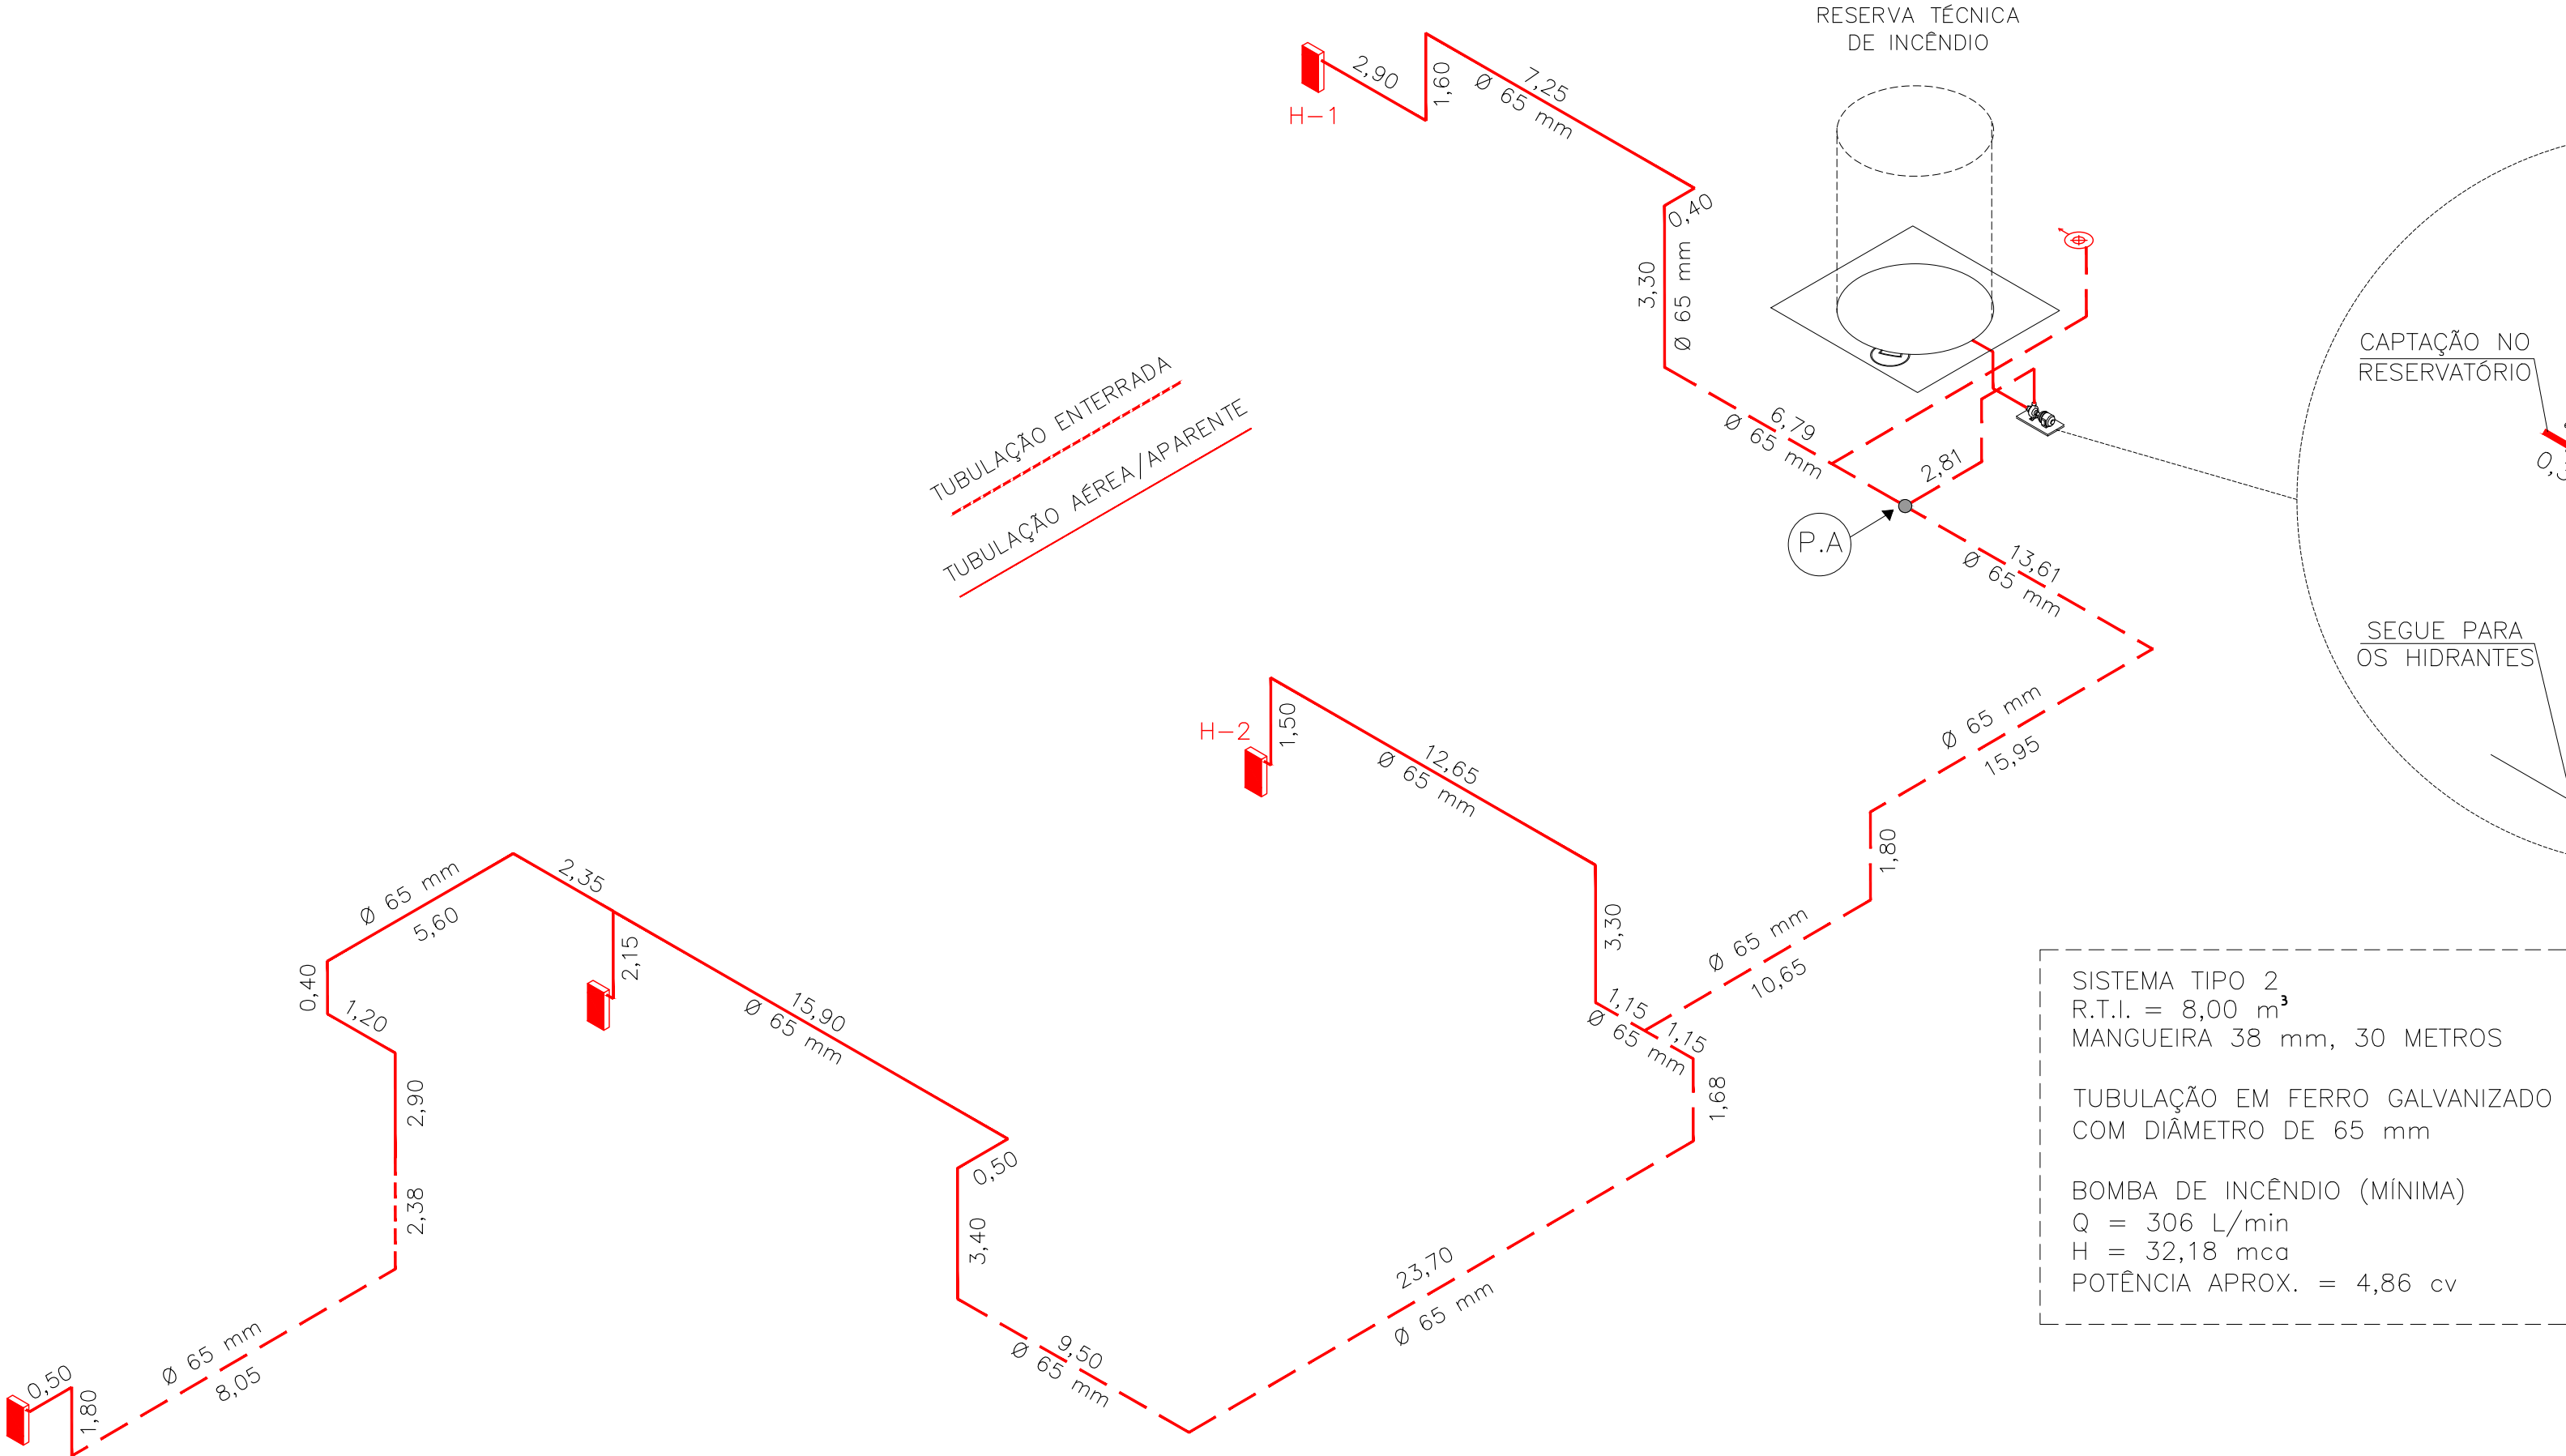 RESERVA TÉCNICA
DE INCÊNDIO
H-1
2,90
1,60
7,25
Ø 65 mm
0,40
3,30
Ø 65 mm
6,79
Ø 65 mm
2,81
P.A
13,61
Ø 65 mm
Ø 65 mm
15,95
1,80
Ø 65 mm
10,65
TUBULAÇÃO ENTERRADA
TUBULAÇÃO AÉREA/APARENTE
CAPTAÇÃO NO
RESERVATÓRIO
SEGUE PARA
OS HIDRANTES
H-2
1,50
12,65
Ø 65 mm
3,30
1,15
Ø 65 mm
1,15
1,68
23,70
Ø 65 mm
9,50
Ø 65 mm
3,40
0,50
15,90
Ø 65 mm
2,15
2,35
Ø 65 mm
5,60
0,40
1,20
2,90
2,38
Ø 65 mm
8,05
1,80
0,50
SISTEMA TIPO 2
R.T.I. = 8,00 m³
MANGUEIRA 38 mm, 30 METROS
TUBULAÇÃO EM FERRO GALVANIZADO
COM DIÂMETRO DE 65 mm
BOMBA DE INCÊNDIO (MÍNIMA)
Q = 306 L/min
H = 32,18 mca
POTÊNCIA APROX. = 4,86 cv